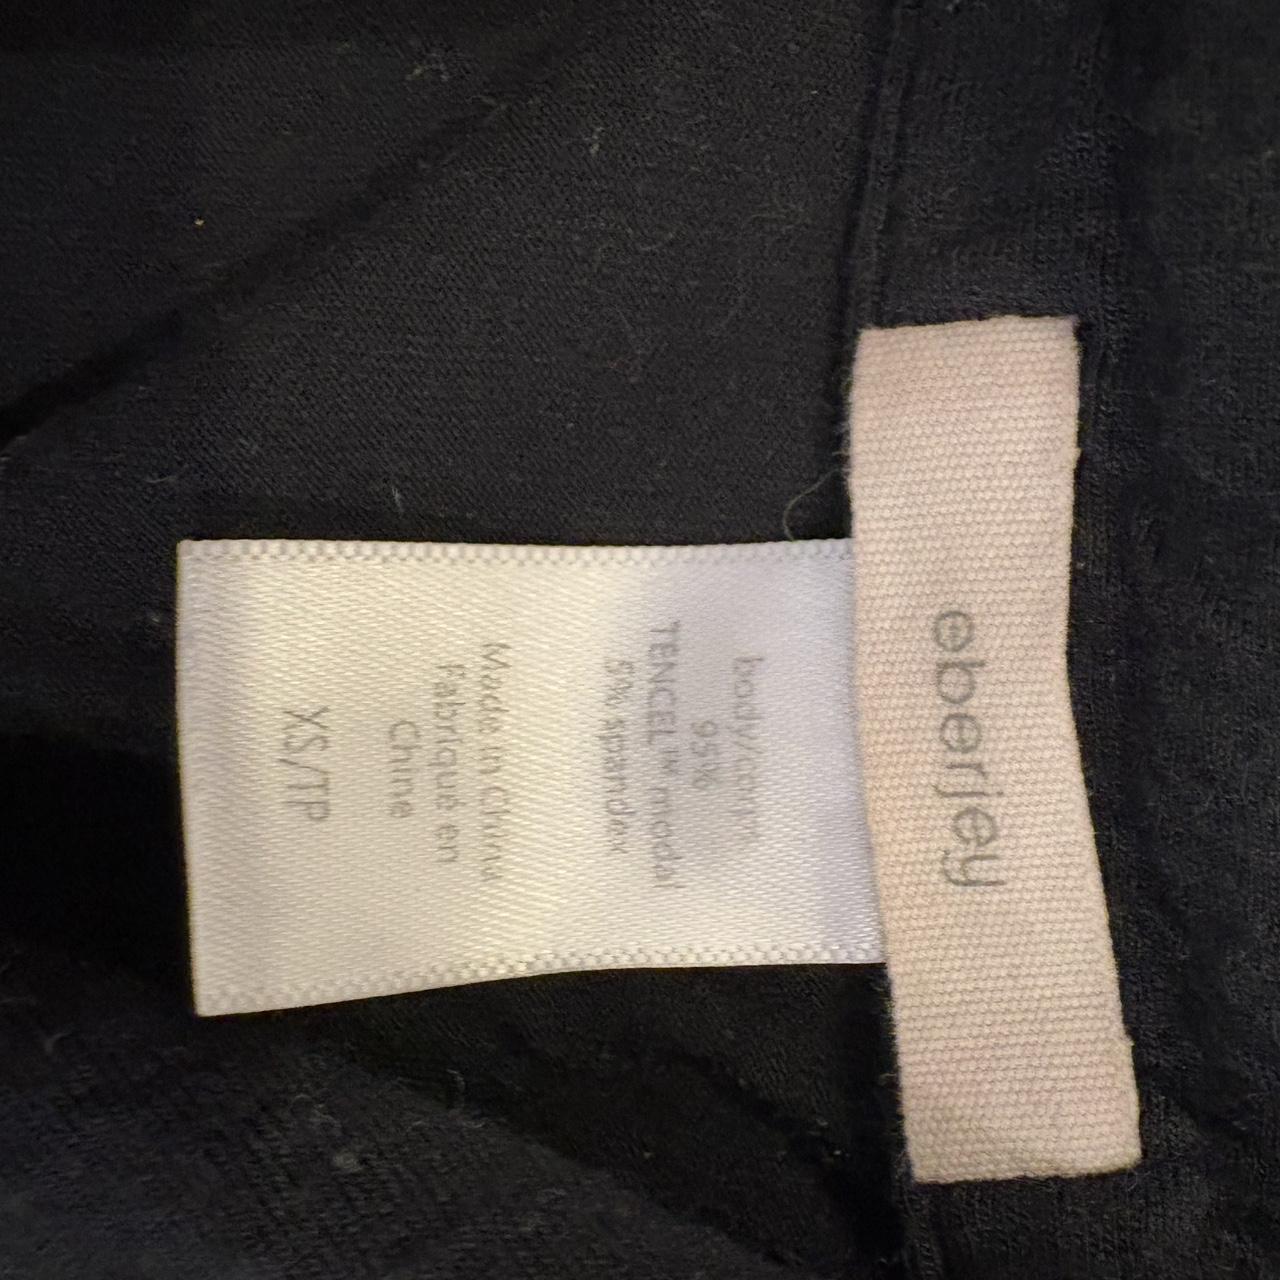 eberjey
body/corps
95%
TENCEL™ modal
5% spandex
Made in China
Fabriqué en
Chine
XS/TP